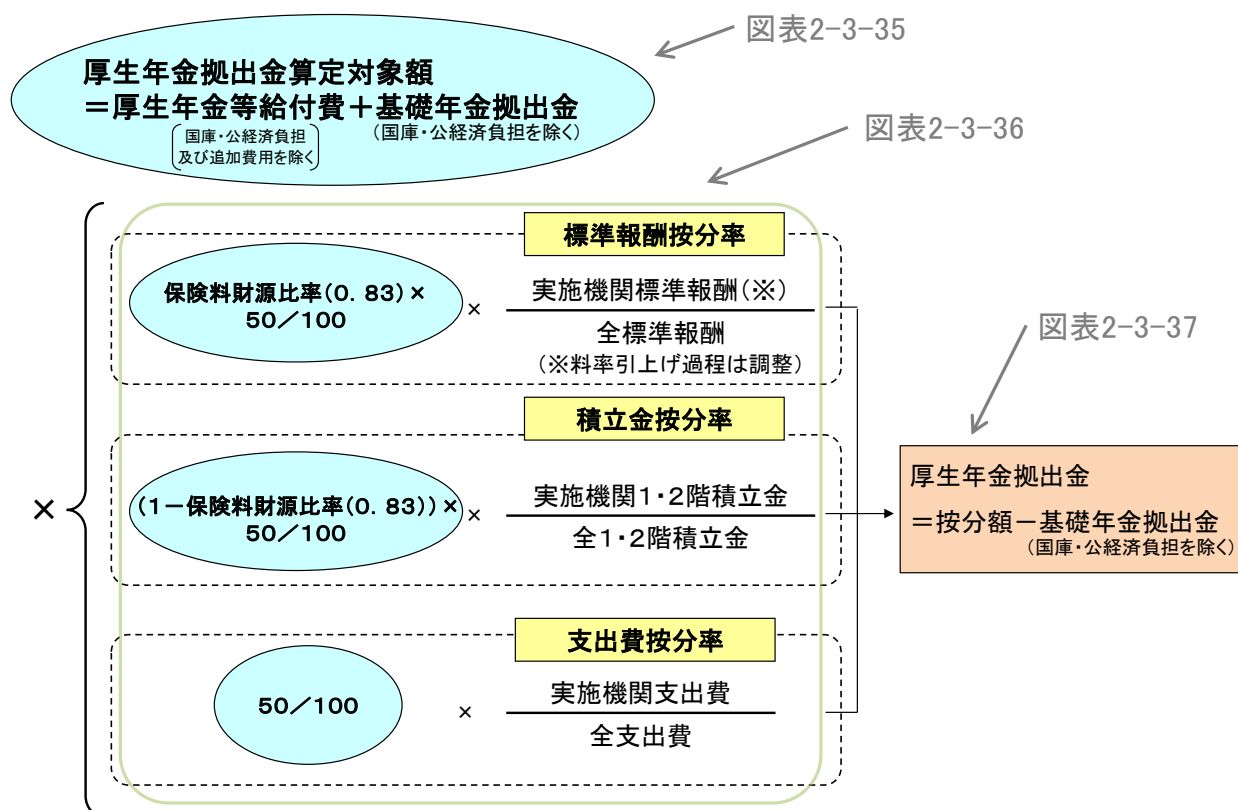 図表2-3-35
厚生年金拠出金算定対象額
＝厚生年金等給付費＋基礎年金拠出金
国庫・公経済負担
及び追加費用を除く
(国庫・公経済負担を除く)
図表2-3-36
標準報酬按分率
保険料財源比率(0.83)×
50／100
×
実施機関標準報酬(※)
全標準報酬
(※料率引上げ過程は調整)
図表2-3-37
積立金按分率
×
(1－保険料財源比率(0.83))×
50／100
×
実施機関1・2階積立金
全1・2階積立金
厚生年金拠出金
＝按分額－基礎年金拠出金
(国庫・公経済負担を除く)
支出費按分率
50／100
×
実施機関支出費
全支出費